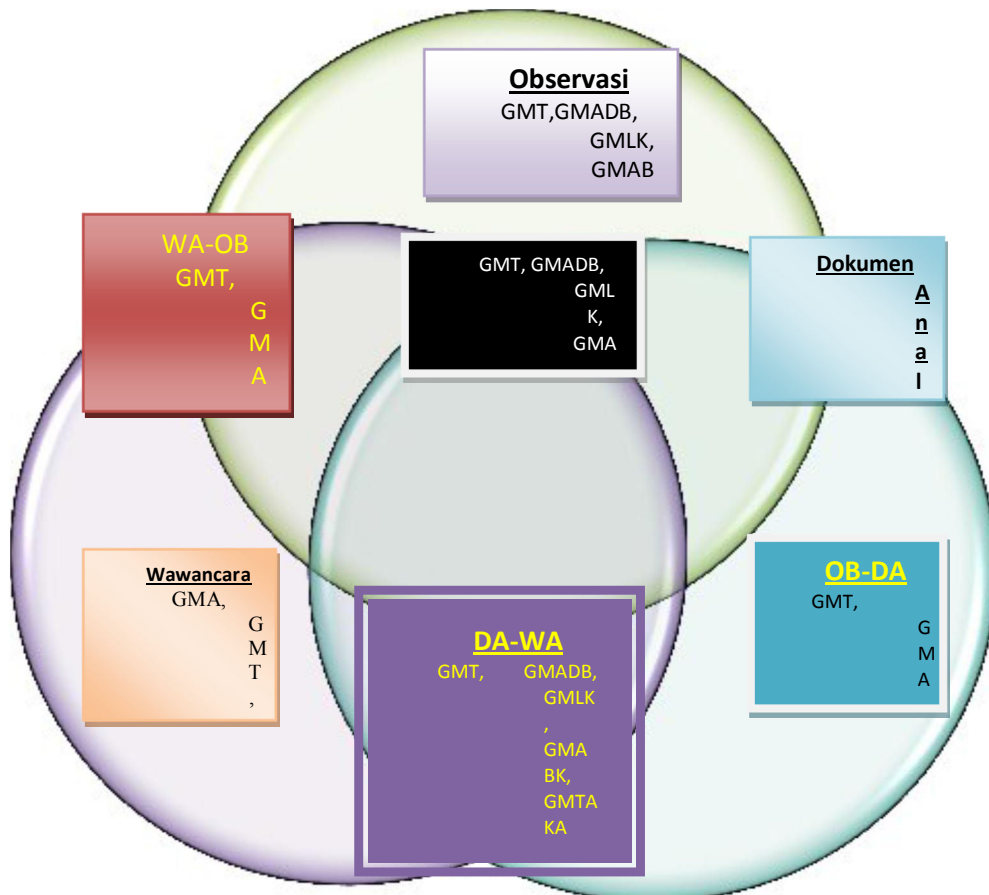 Observasi
GMT,GMADB,
GMLK,
GMAB
WA-OB
GMT,
G
M
A
GMT, GMADB,
GML
K,
GMA
Dokumen
A
n
a
l
Wawancara
GMA,
G
M
T
,
DA-WA
GMT, GMADB,
GMLK
,
GMA
BK,
GMTA
KA
OB-DA
GMT,
G
M
A